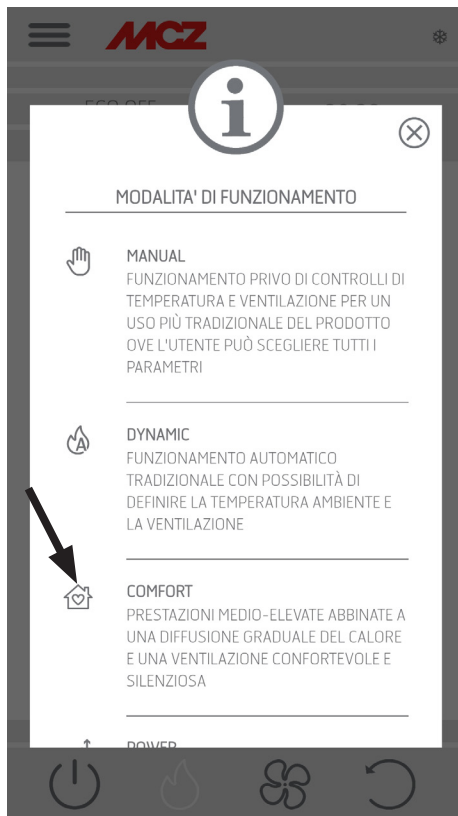 MCZ
MODALITA' DI FUNZIONAMENTO
MANUAL
FUNZIONAMENTO PRIVO DI CONTROLLI DI
TEMPERATURA E VENTILAZIONE PER UN
USO PIÙ TRADIZIONALE DEL PRODOTTO
OVE L'UTENTE PUÒ SCEGLIERE TUTTI I
PARAMETRI
DYNAMIC
FUNZIONAMENTO AUTOMATICO
TRADIZIONALE CON POSSIBILITÀ DI
DEFINIRE LA TEMPERATURA AMBIENTE E
LA VENTILAZIONE
COMFORT
PRESTAZIONI MEDIO-ELEVATE ABBINATE A
UNA DIFFUSIONE GRADUALE DEL CALORE
E UNA VENTILAZIONE CONFORTEVOLE E
SILENZIOSA
POWER